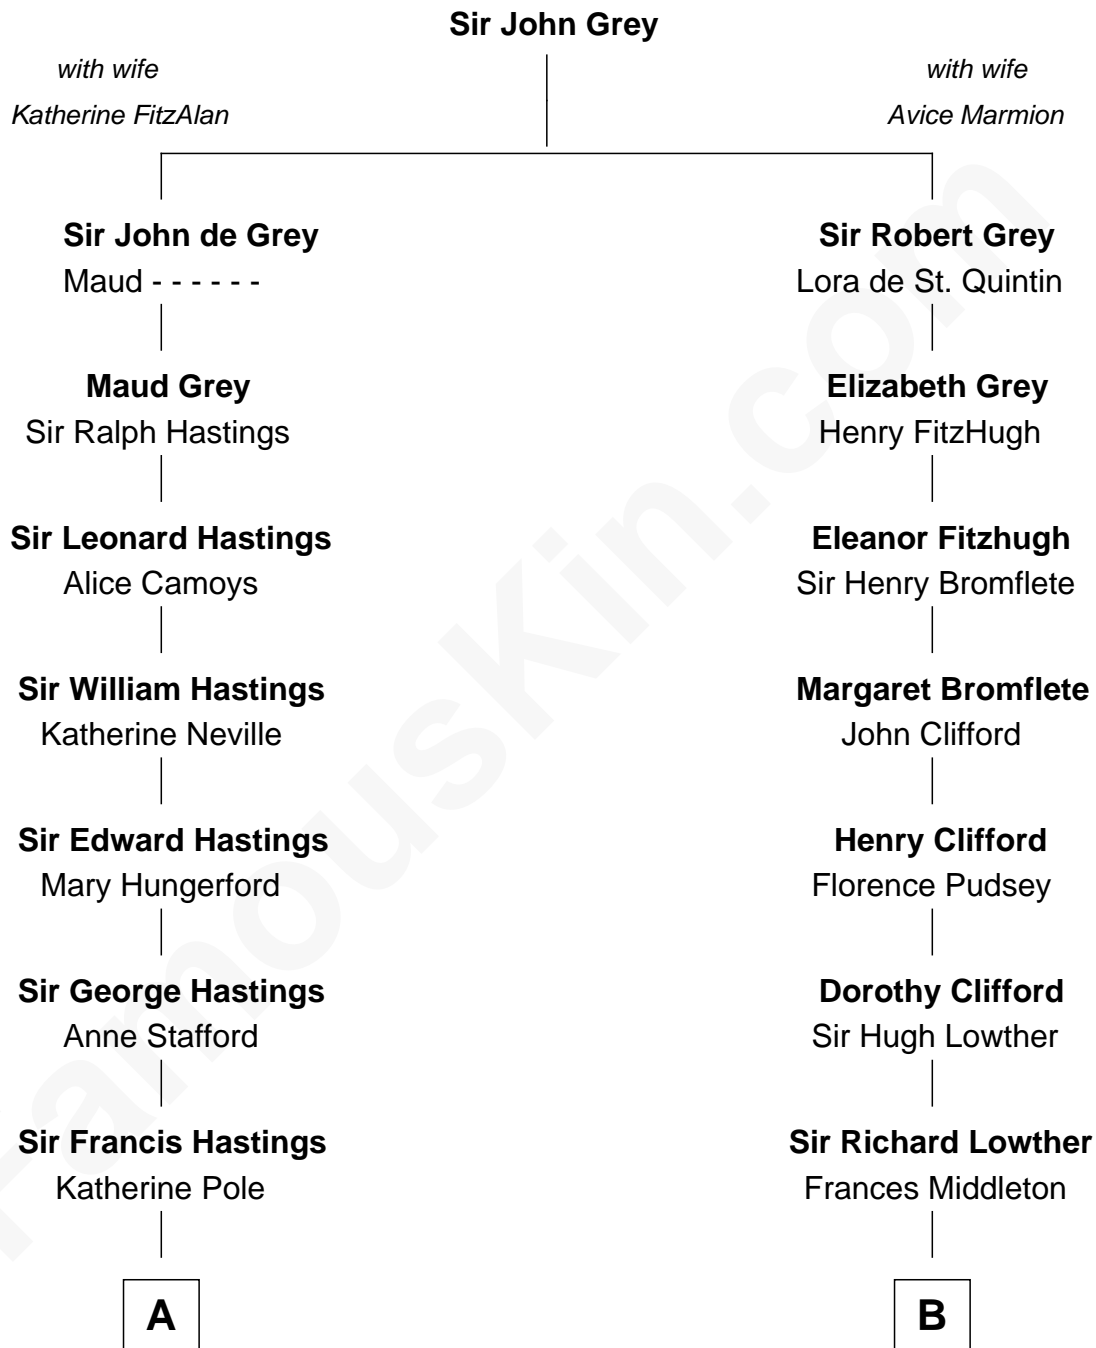 Sir John Grey
with wife
Katherine FitzAlan
with wife
Avice Marmion
Sir John de Grey
Maud - - - - - -
Sir Robert Grey
Lora de St. Quintin
Maud Grey
Sir Ralph Hastings
Elizabeth Grey
Henry FitzHugh
Sir Leonard Hastings
Alice Camoys
Eleanor Fitzhugh
Sir Henry Bromflete
Sir William Hastings
Katherine Neville
Margaret Bromflete
John Clifford
Sir Edward Hastings
Mary Hungerford
Henry Clifford
Florence Pudsey
Sir George Hastings
Anne Stafford
Dorothy Clifford
Sir Hugh Lowther
Sir Francis Hastings
Katherine Pole
Sir Richard Lowther
Frances Middleton
A
B
FamousKin.com